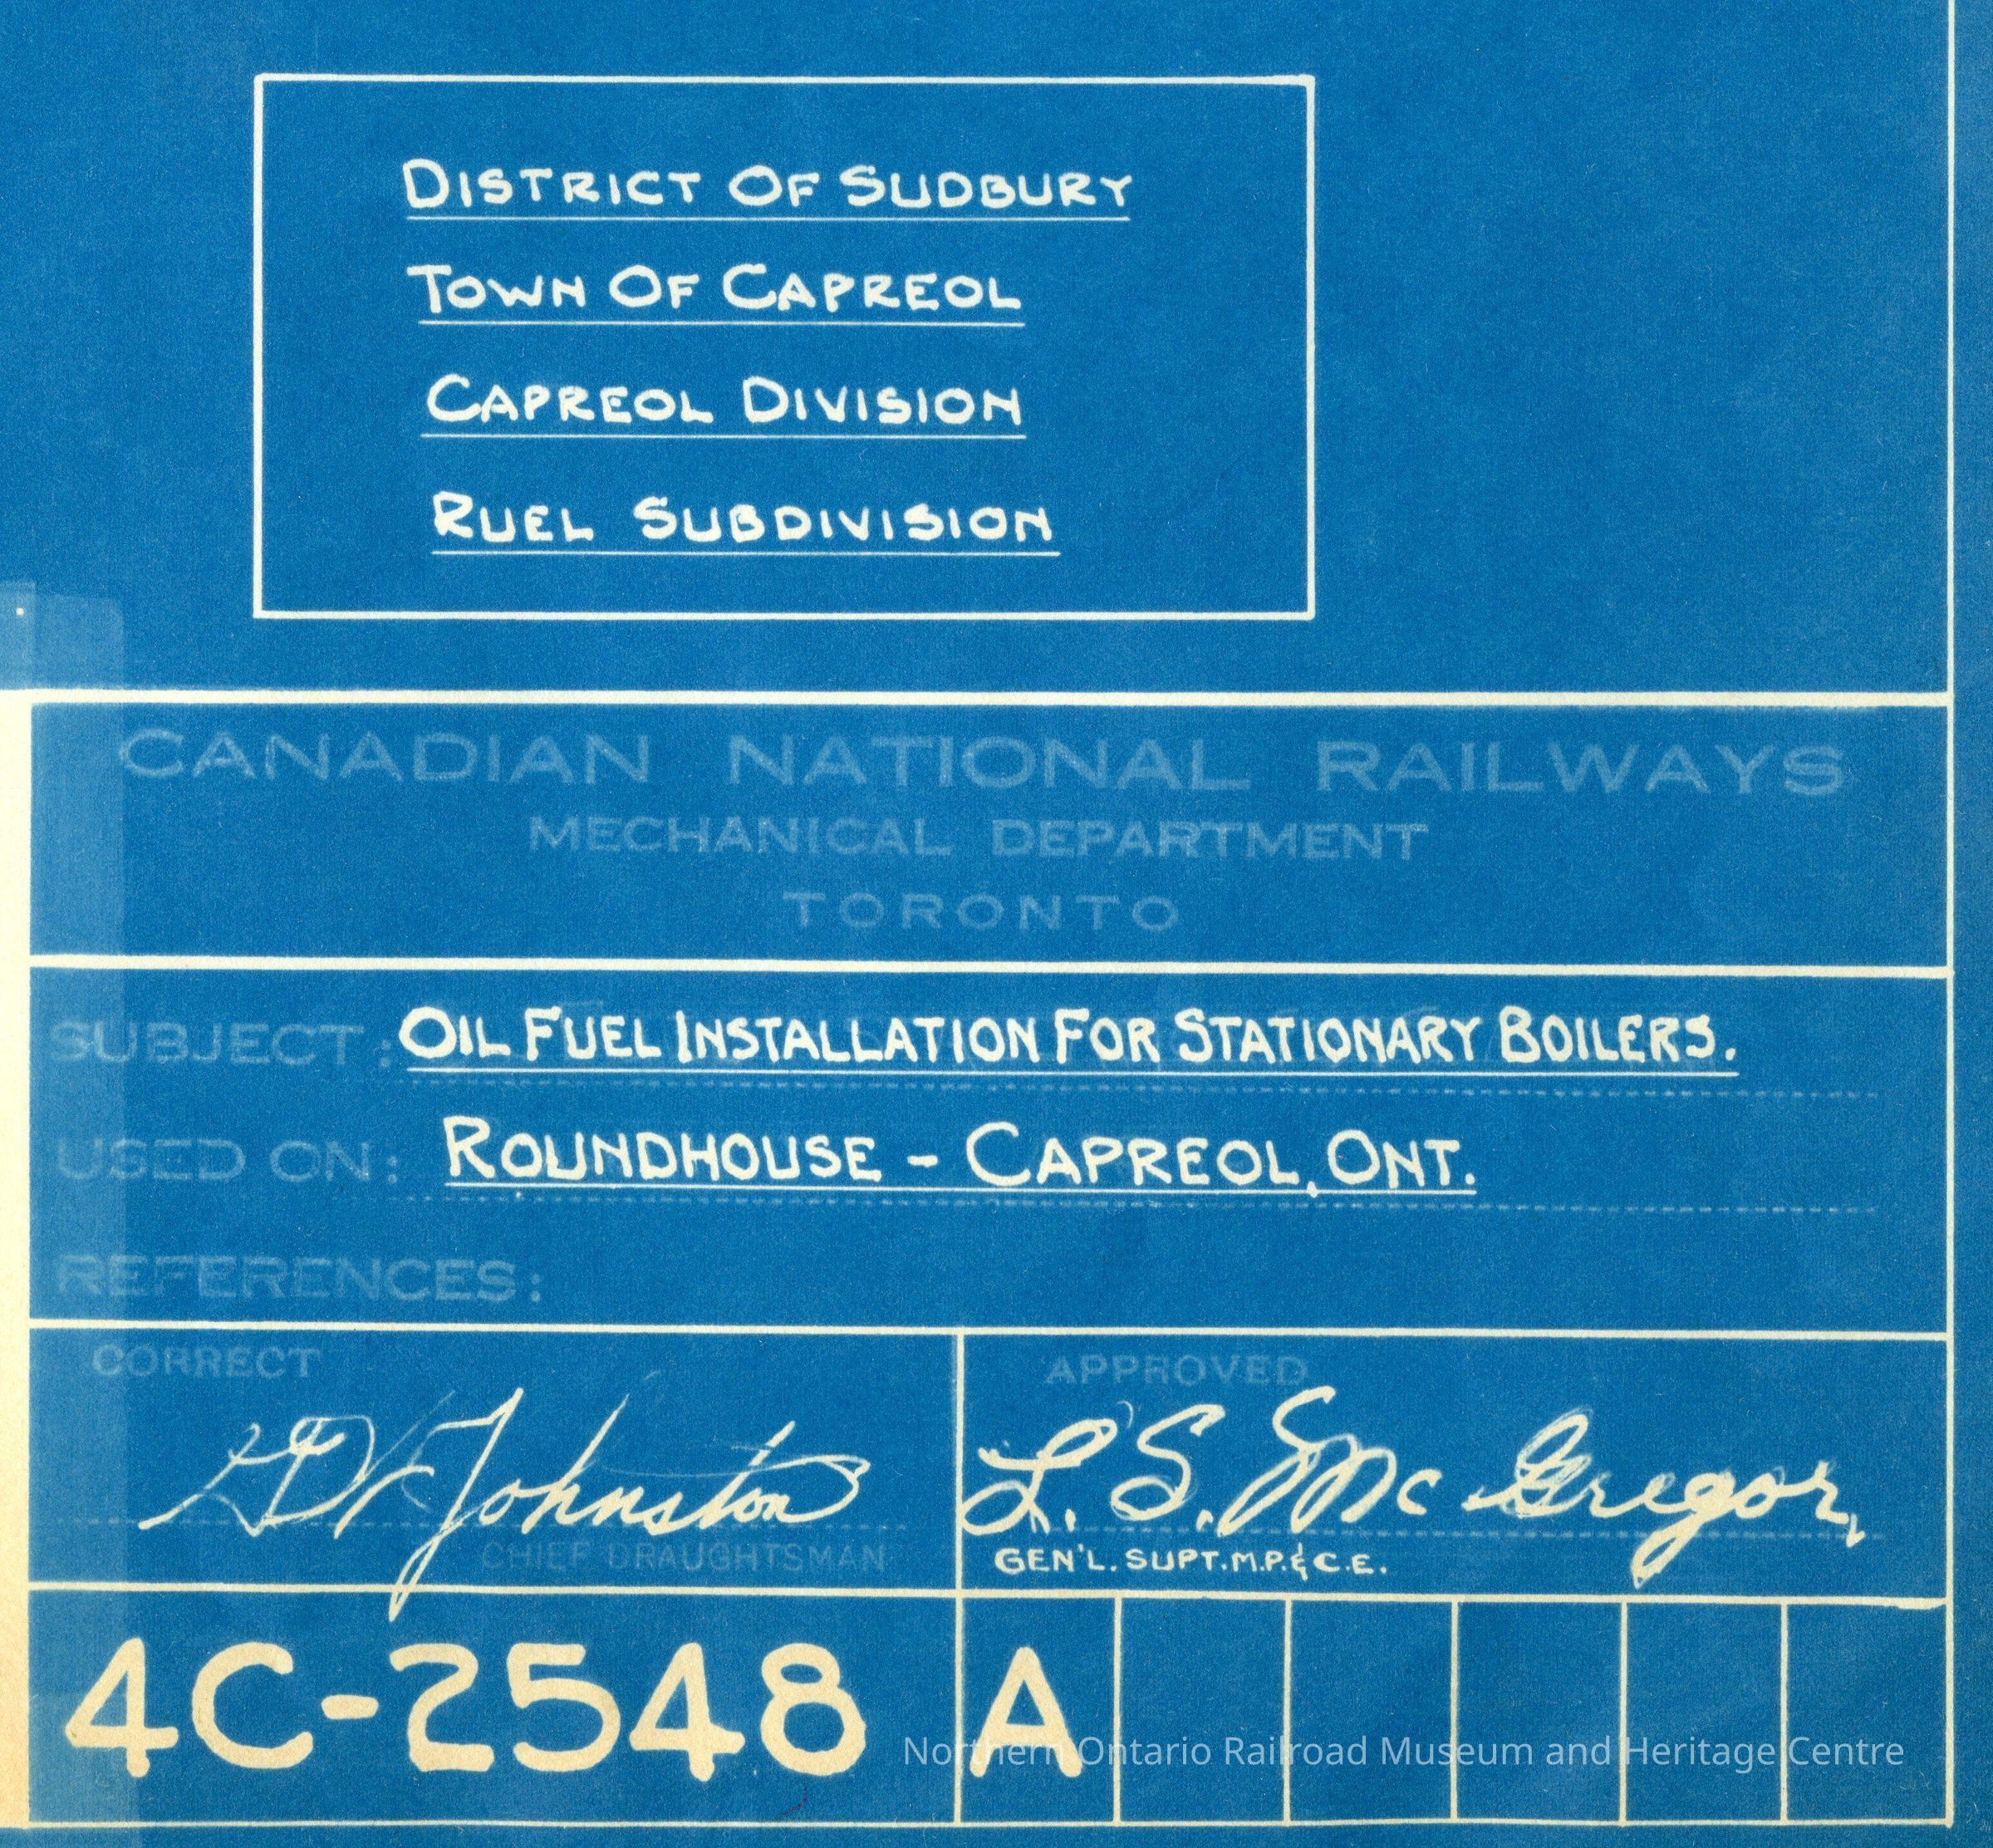 DISTRICT OF SUDBURY
TOWN OF CAPREOL
CAPREOL DIVISION
RUEL SUBDIVISION
CANADIAN NATIONAL RAILWAYS
MECHANICAL DEPARTMENT
TORONTO
SUBJECT: OIL FUEL INSTALLATION FOR STATIONARY BOILERS.
USED ON: ROUNDHOUSE - CAPREOL, ONT.
REFERENCES:
CORRECT
Johnston
CHIEF DRAUGHTSMAN
APPROVED
L. S. McGregor,
GEN'L. SUPT. M.P. & C.E.
4C-2548 A
Northern Ontario Railroad Museum and Heritage Centre